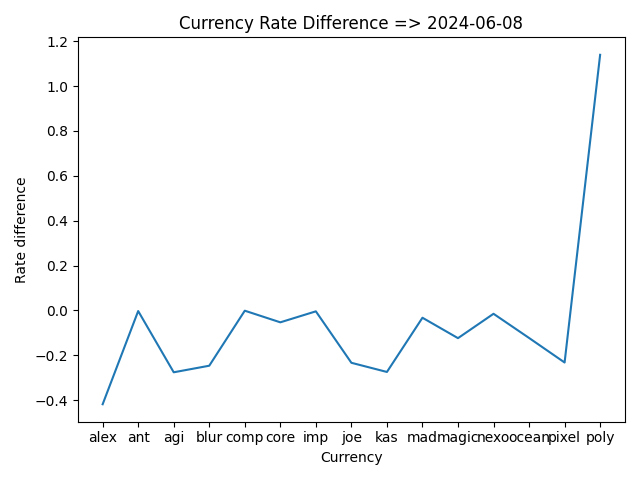 Currency Rate Difference => 2024-06-08
1.2
1.0
0.8
0.6
0.4
0.2
0.0
−0.2
−0.4
Rate difference
alex ant agi blur comp core imp joe kas mad magic nexo ocean pixel poly
Currency